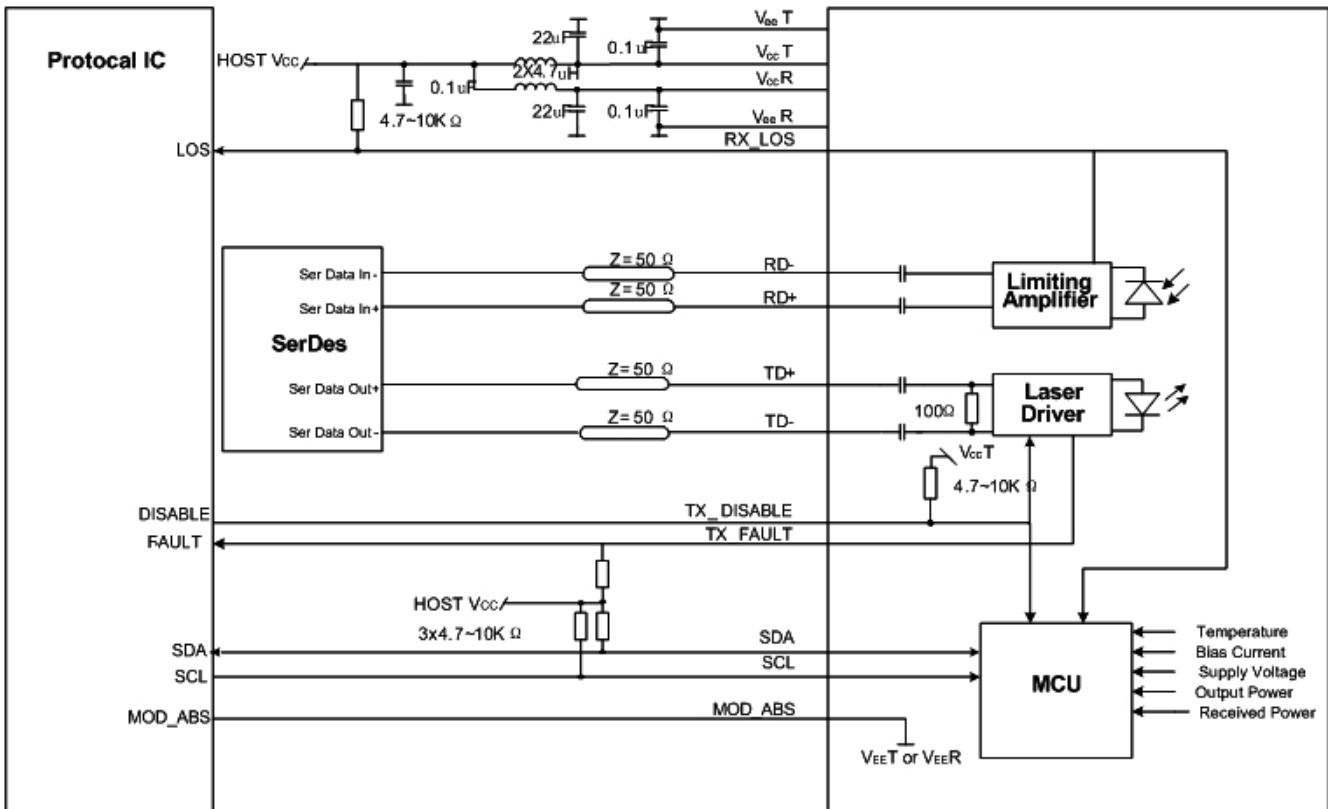 Protocal IC
HOST Vcc
22uF
0.1uF
VeeT
VccT
2X4.7uH
VccR
0.1uF
22uF
0.1uF
VeeR
4.7~10K Ω
RX_LOS
LOS
Z=50 Ω
RD-
Ser Data In-
Z=50 Ω
RD+
Ser Data In+
Limiting
Amplifier
SerDes
Z=50 Ω
TD+
Ser Data Out+
Laser
Driver
100Ω
Z=50 Ω
TD-
Ser Data Out-
VccT
4.7~10K Ω
DISABLE
TX_DISABLE
FAULT
TX_FAULT
HOST Vcc
3x4.7~10K Ω
SDA
SDA
SCL
SCL
MCU
Temperature
Bias Current
Supply Voltage
Output Power
Received Power
MOD_ABS
MOD_ABS
VEET or VEER